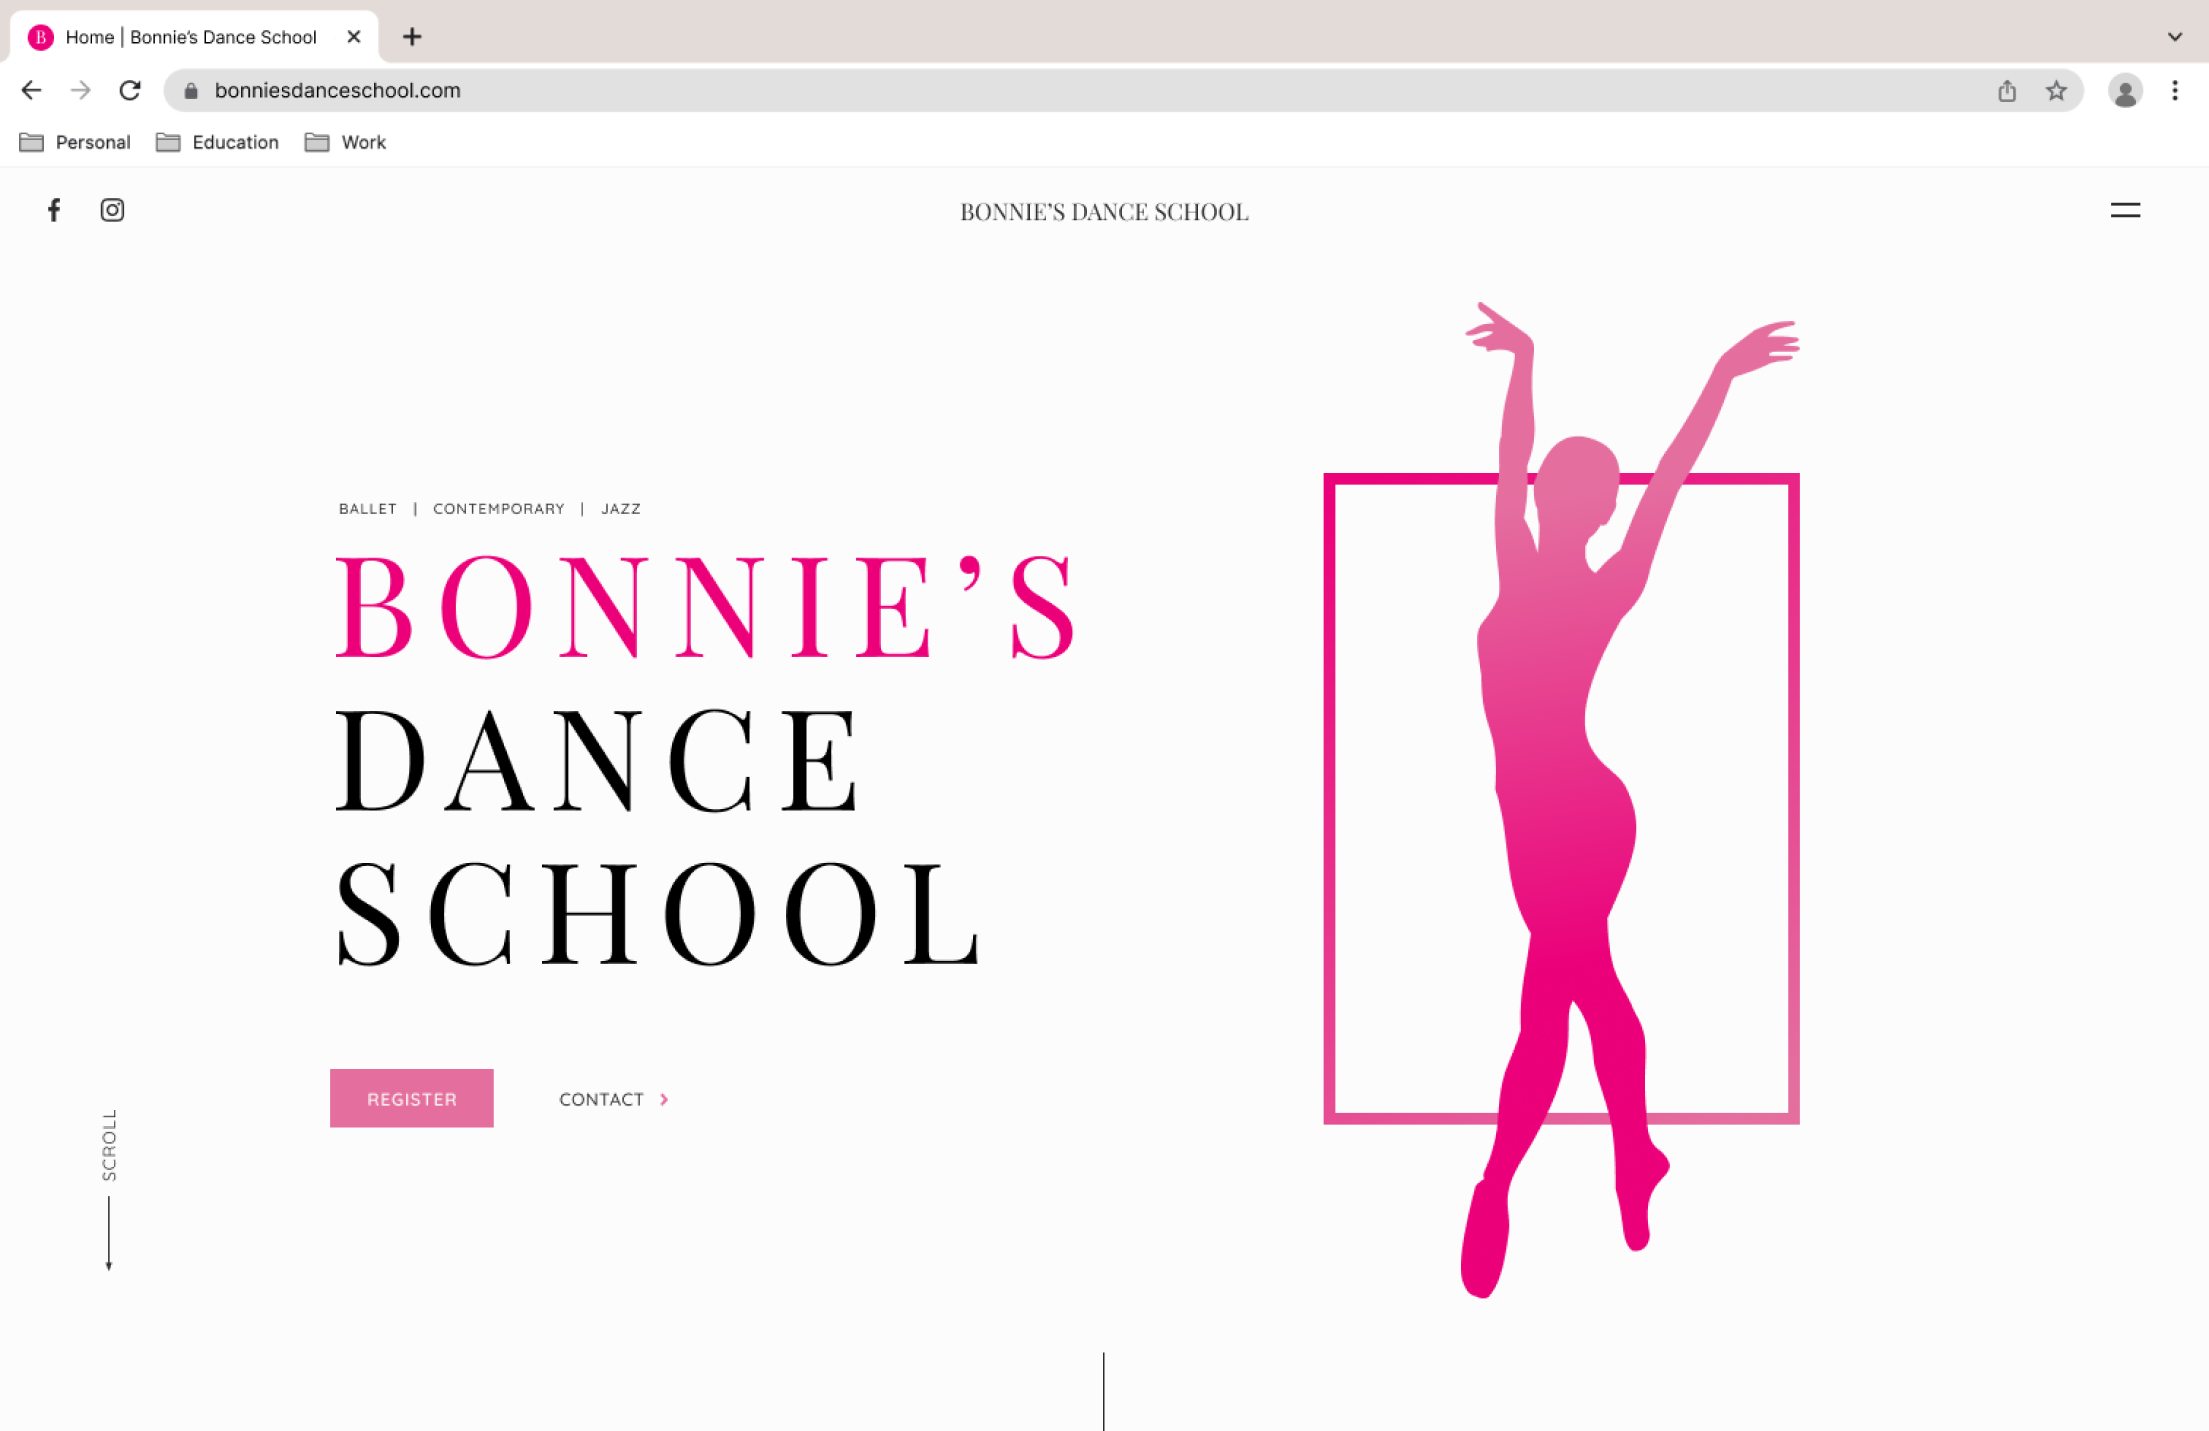 B Home | Bonnie’s Dance School
bonniesdanceschool.com
Personal Education Work
BONNIE’S DANCE SCHOOL
BALLET | CONTEMPORARY | JAZZ
BONNIE’S
DANCE
SCHOOL
REGISTER CONTACT
SCROLL